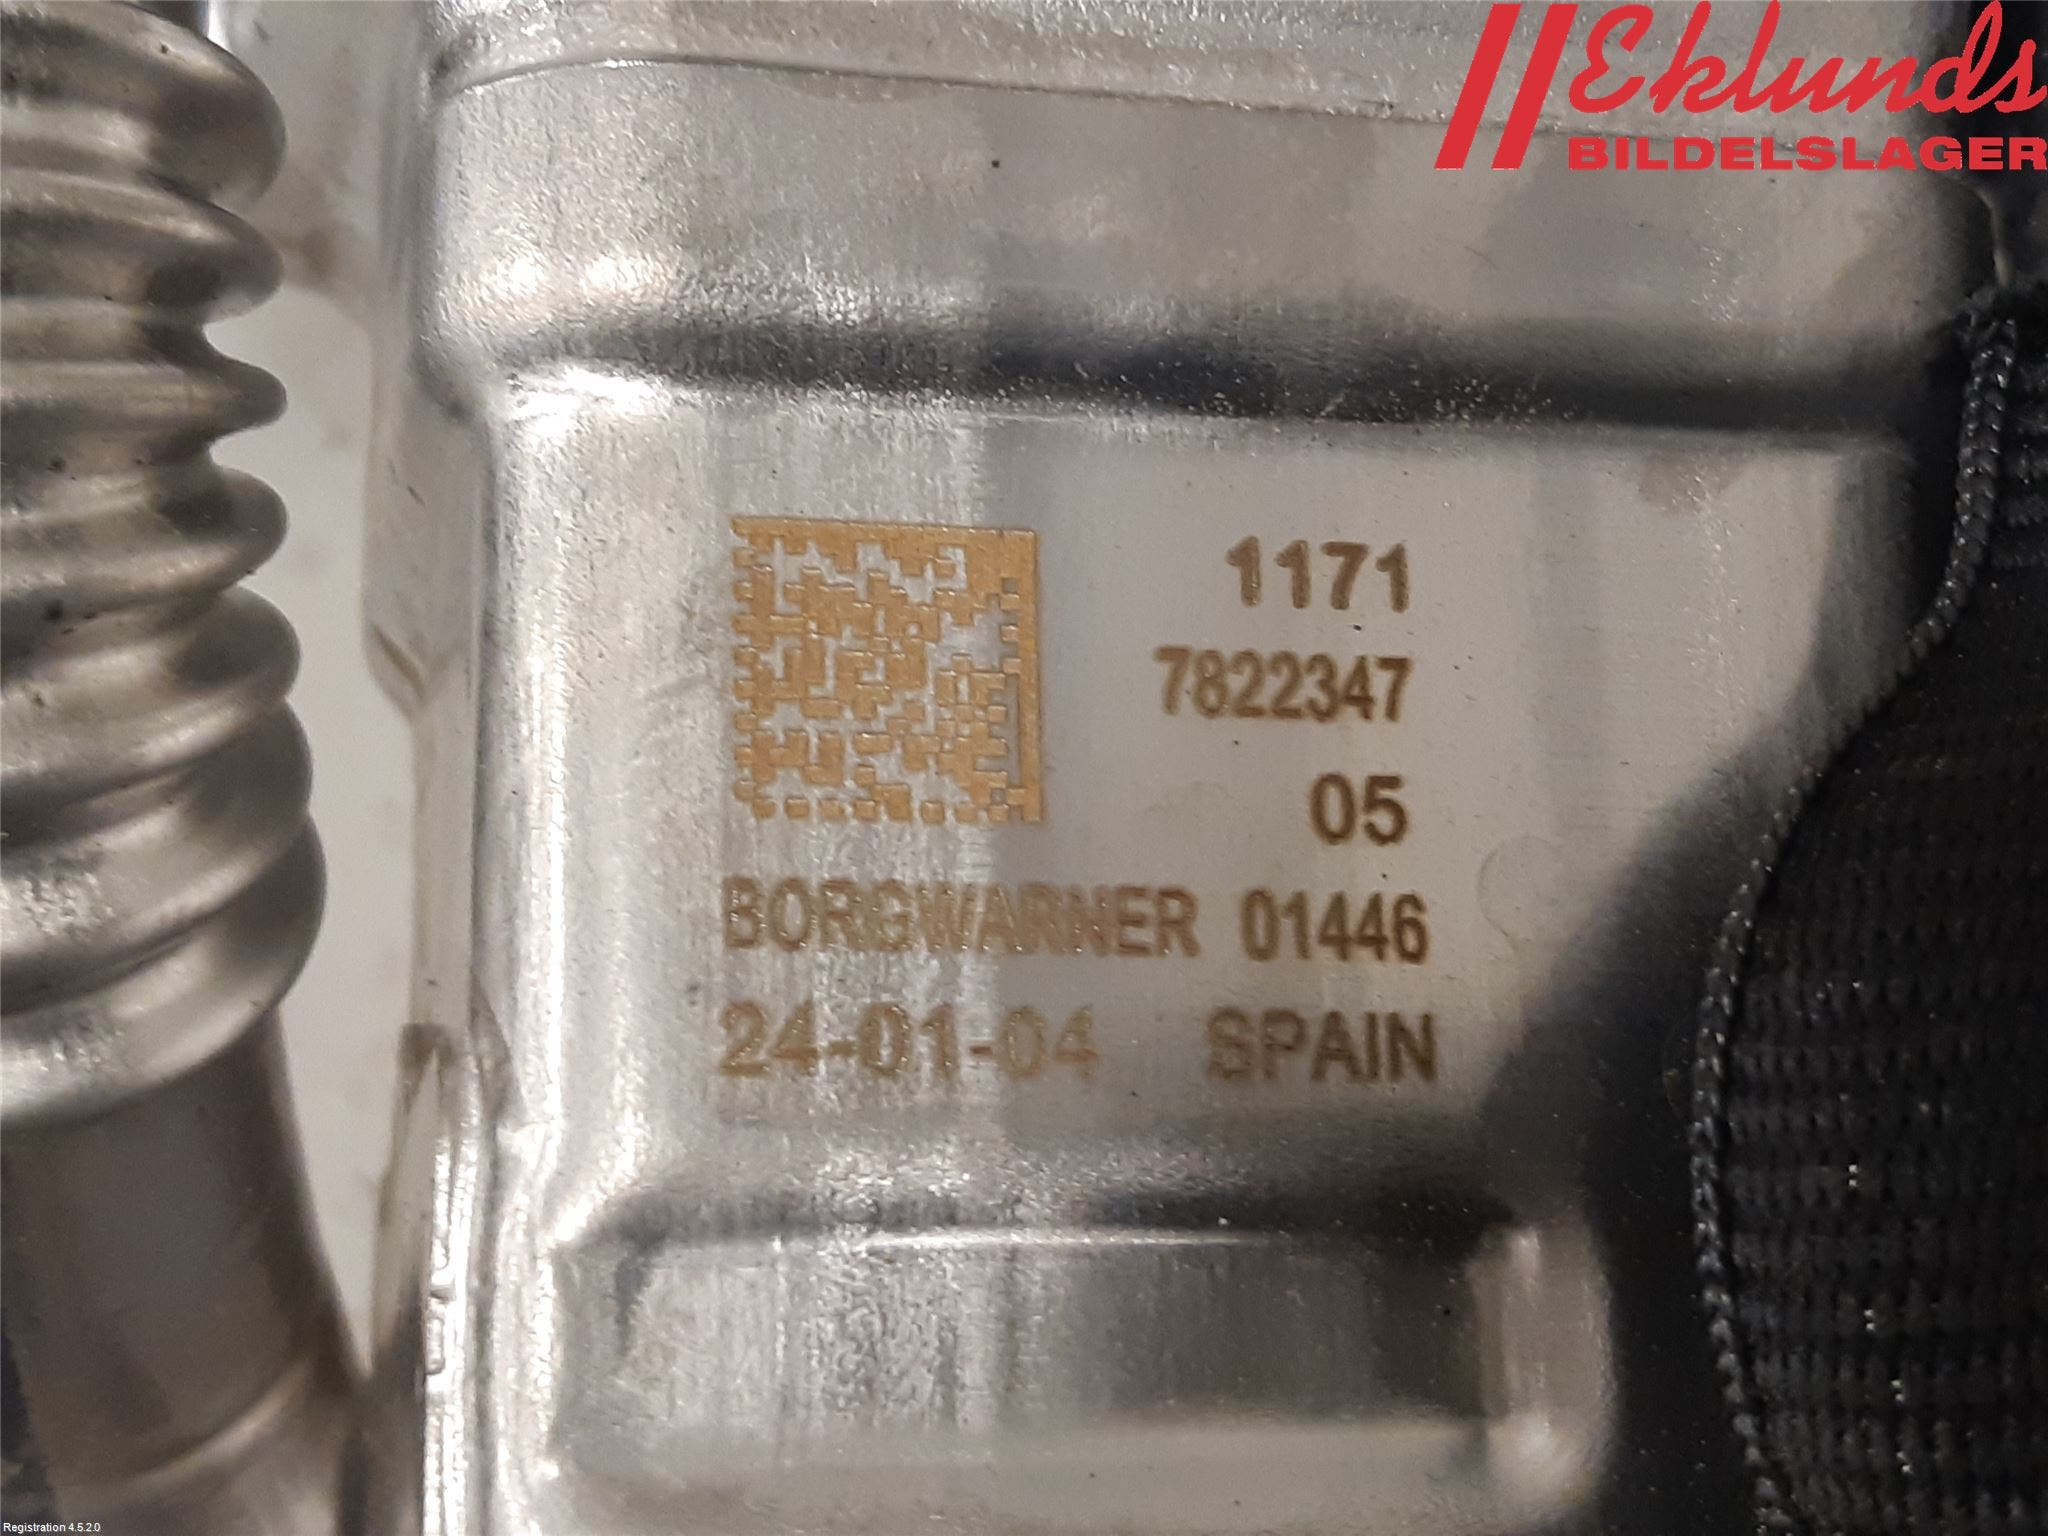 Eklunds
BILDELSLAGER
1171
7822347
05
BORGWARNER 01446
24-01-04 SPAIN
Registration 4.5.2.0